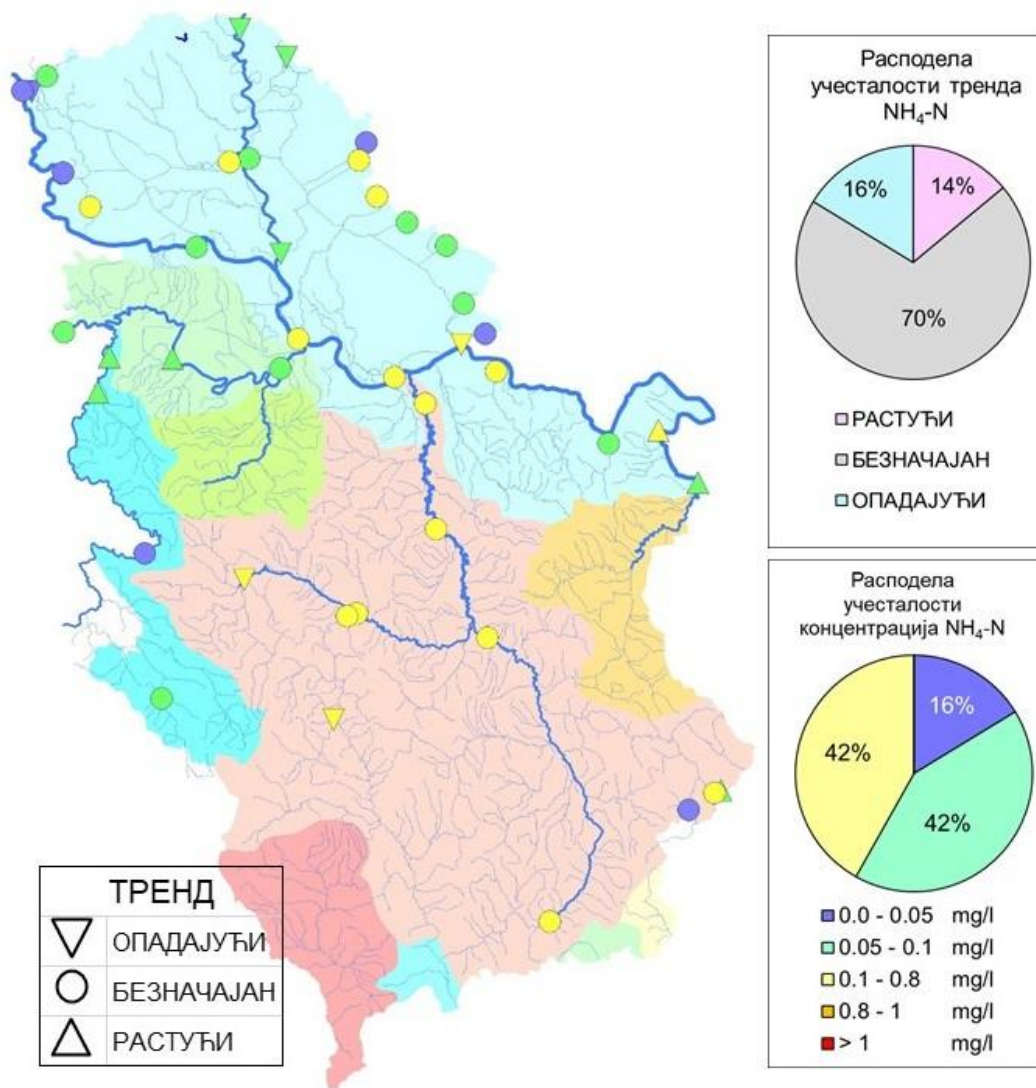 Расподела
учесталости тренда
NH₄-N
16%
14%
70%
РАСТУЋИ
БЕЗНАЧАЈАН
ОПАДАЈУЋИ
Расподела
учесталости
концентрација NH₄-N
16%
42%
42%
0.0 - 0.05 mg/l
0.05 - 0.1 mg/l
0.1 - 0.8 mg/l
0.8 - 1 mg/l
> 1 mg/l
ТРЕНД
ОПАДАЈУЋИ
БЕЗНАЧАЈАН
РАСТУЋИ